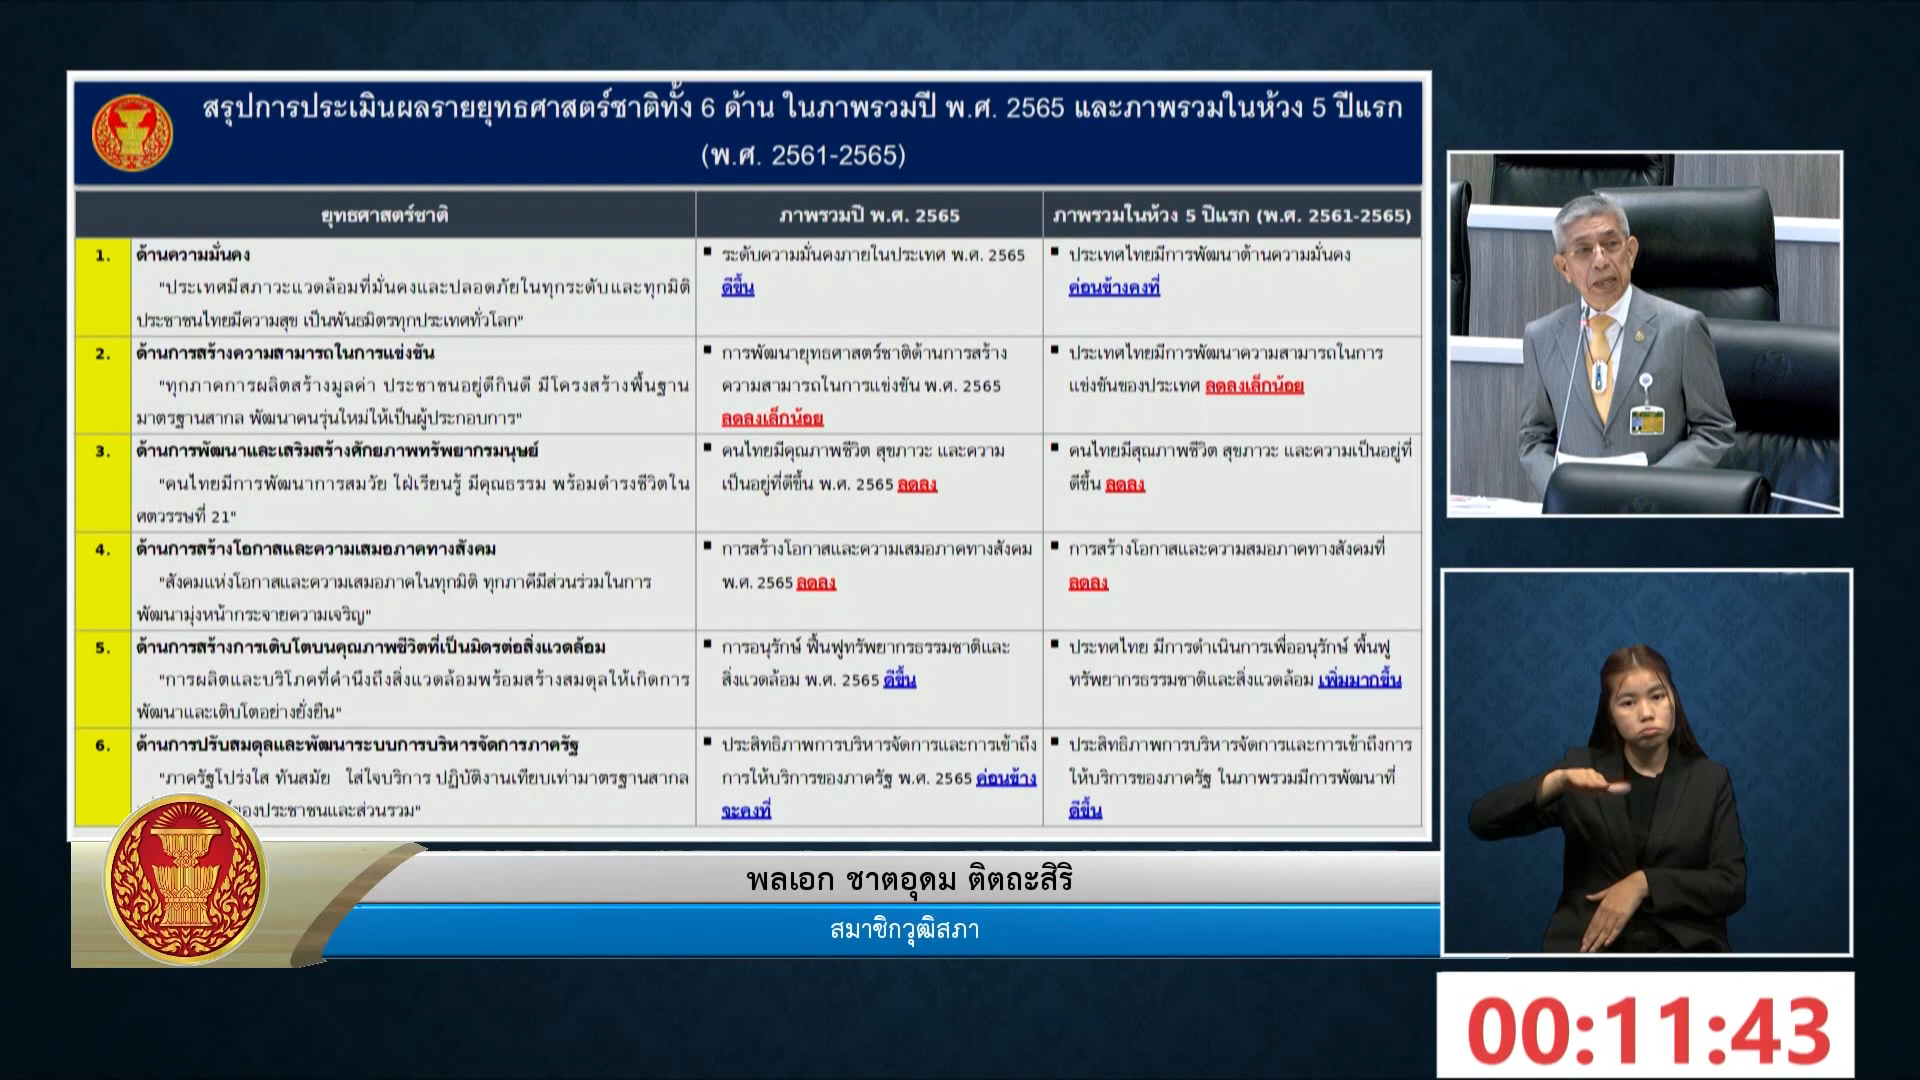 สรุปการประเมินผลรายยุทธศาสตร์ชาติทั้ง 6 ด้าน ในภาพรวมปี พ.ศ. 2565 และภาพรวมในห้วง 5 ปีแรก
(พ.ศ. 2561-2565)
ยุทธศาสตร์ชาติ
ภาพรวมปี พ.ศ. 2565
ภาพรวมในห้วง 5 ปีแรก (พ.ศ. 2561-2565)
1.
ด้านความมั่นคง
"ประเทศมีสภาวะแวดล้อมที่มั่นคงและปลอดภัยในทุกระดับและทุกมิติ
ประชาชนไทยมีความสุข เป็นพันธมิตรทุกประเทศทั่วโลก"
ระดับความมั่นคงภายในประเทศ พ.ศ. 2565
ดีขึ้น
ประเทศไทยมีการพัฒนาด้านความมั่นคง
ค่อนข้างคงที่
2.
ด้านการสร้างความสามารถในการแข่งขัน
"ทุกภาคการผลิตสร้างมูลค่า ประชาชนอยู่ดีกินดี มีโครงสร้างพื้นฐาน
มาตรฐานสากล พัฒนาคนรุ่นใหม่ให้เป็นผู้ประกอบการ"
การพัฒนายุทธศาสตร์ชาติด้านการสร้าง
ความสามารถในการแข่งขัน พ.ศ. 2565
ลดลงเล็กน้อย
ประเทศไทยมีการพัฒนาความสามารถในการ
แข่งขันของประเทศ ลดลงเล็กน้อย
3.
ด้านการพัฒนาและเสริมสร้างศักยภาพทรัพยากรมนุษย์
"คนไทยมีการพัฒนาการสมวัย ใฝ่เรียนรู้ มีคุณธรรม พร้อมดำรงชีวิตใน
ศตวรรษที่ 21"
คนไทยมีคุณภาพชีวิต สุขภาวะ และความ
เป็นอยู่ที่ดีขึ้น พ.ศ. 2565 ลดลง
คนไทยมีสุณภาพชีวิต สุขภาวะ และความเป็นอยู่ที่
ดีขึ้น ลดลง
4.
ด้านการสร้างโอกาสและความเสมอภาคทางสังคม
"สังคมแห่งโอกาสและความเสมอภาคในทุกมิติ ทุกภาคีมีส่วนร่วมในการ
พัฒนามุ่งหน้ากระจายความเจริญ"
การสร้างโอกาสและความเสมอภาคทางสังคม
พ.ศ. 2565 ลดลง
การสร้างโอกาสและความสมอภาคทางสังคมที่
ลดลง
5.
ด้านการสร้างการเติบโตบนคุณภาพชีวิตที่เป็นมิตรต่อสิ่งแวดล้อม
"การผลิตและบริโภคที่คำนึงถึงสิ่งแวดล้อมพร้อมสร้างสมดุลให้เกิดการ
พัฒนาและเติบโตอย่างยั่งยืน"
การอนุรักษ์ ฟื้นฟูทรัพยากรธรรมชาติและ
สิ่งแวดล้อม พ.ศ. 2565 ดีขึ้น
ประทศไทย มีการดำเนินการเพื่ออนุรักษ์ พื้นฟู
ทรัพยากรธรรมชาติและสิ่งแวดล้อม เพิ่มมากขึ้น
6.
ด้านการปรับสมดุลและพัฒนาระบบการบริหารจัดการภาครัฐ
"ภาครัฐโปร่งใส ทันสมัย ใส่ใจบริการ ปฏิบัติงานเทียบเท่ามาตรฐานสากล
ของประชาชนและส่วนรวม"
ประสิทธิภาพการบริหารจัดการและการเข้าถึง
การให้บริการของภาครัฐ พ.ศ. 2565 ค่อนข้าง
จะคงที่
ประสิทธิภาพการบริหารจัดการและการเข้าถึงการ
ให้บริการของภาครัฐ ในภาพรวมมีการพัฒนาที่
ดีขึ้น
พลเอก ชาตอุดม ติตถะสิริ
สมาชิกวุฒิสภา
00:11:43